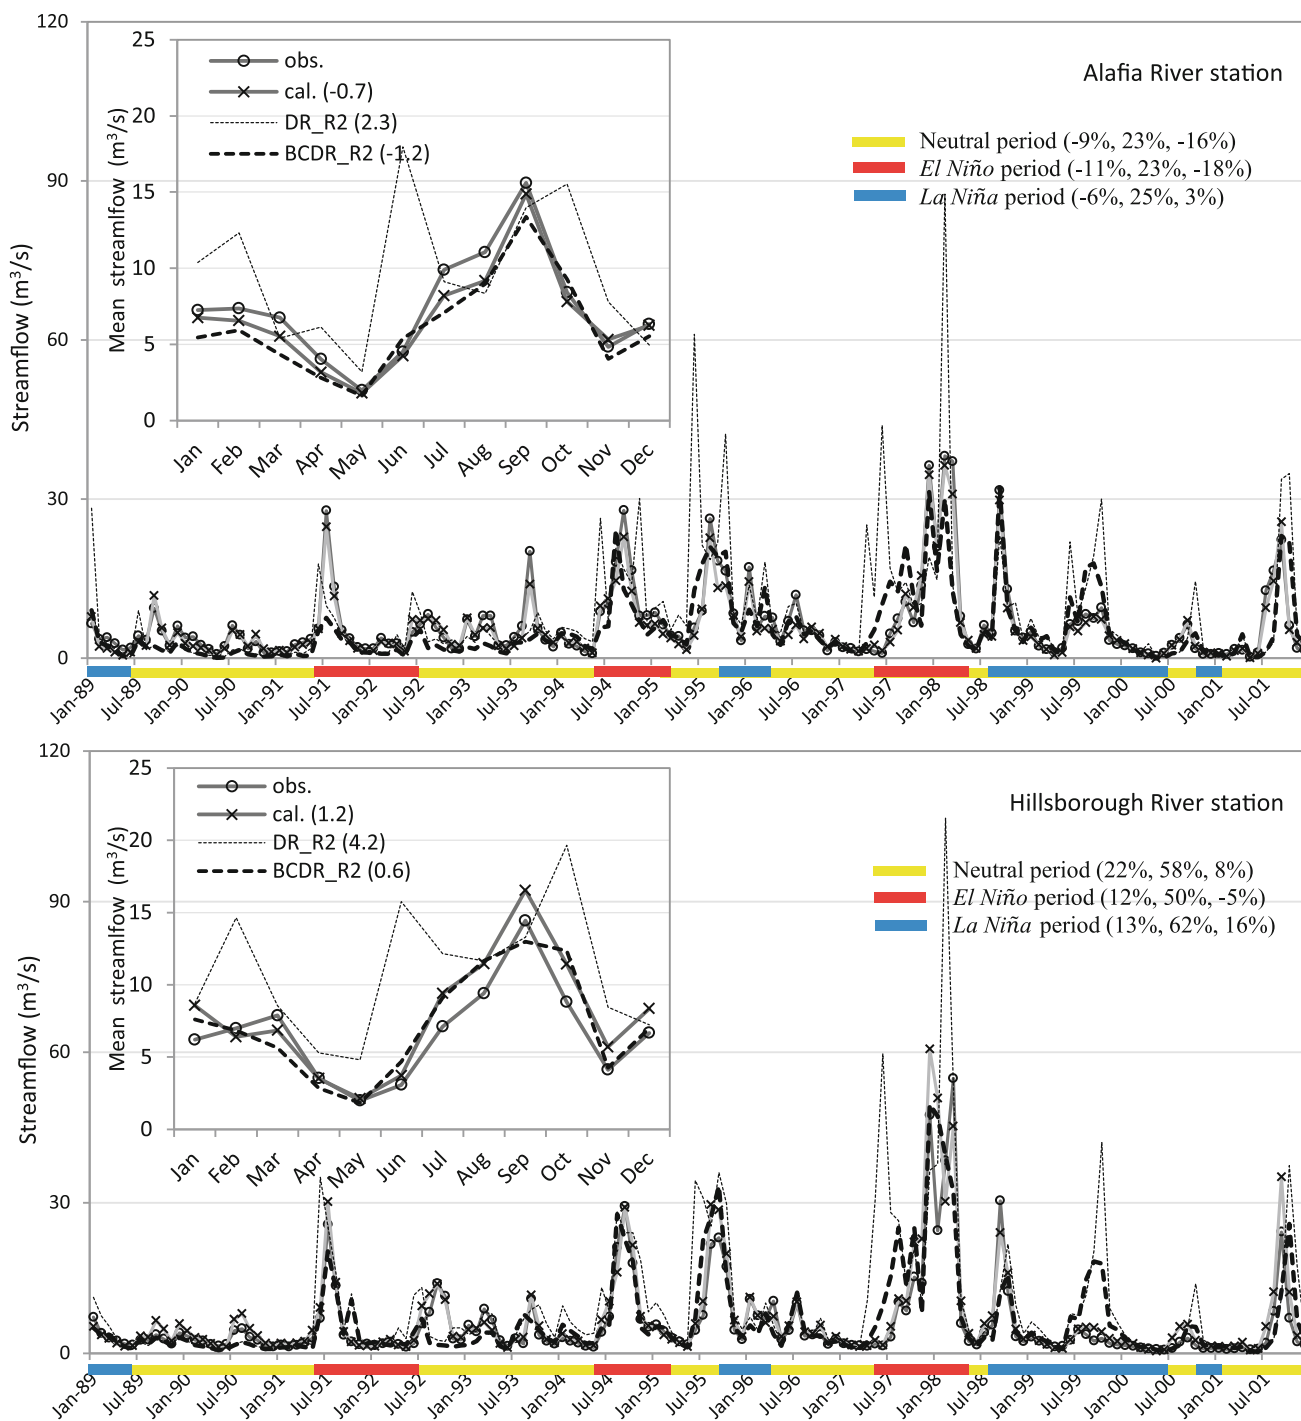 120
90
60
30
0
Streamflow (m³/s)
25
20
15
10
5
0
Mean streamlfow (m³/s)
obs.
cal. (-0.7)
DR_R2 (2.3)
BCDR_R2 (-1.2)
Jan Feb Mar Apr May Jun Jul Aug Sep Oct Nov Dec
Alafia River station
Neutral period (-9%, 23%, -16%)
El Niño period (-11%, 23%, -18%)
La Niña period (-6%, 25%, 3%)
Jan-89 Jul-89 Jan-90 Jul-90 Jan-91 Jul-91 Jan-92 Jul-92 Jan-93 Jul-93 Jan-94 Jul-94 Jan-95 Jul-95 Jan-96 Jul-96 Jan-97 Jul-97 Jan-98 Jul-98 Jan-99 Jul-99 Jan-00 Jul-00 Jan-01 Jul-01
120
90
60
30
0
Streamflow (m³/s)
25
20
15
10
5
0
Mean streamlfow (m³/s)
obs.
cal. (1.2)
DR_R2 (4.2)
BCDR_R2 (0.6)
Jan Feb Mar Apr May Jun Jul Aug Sep Oct Nov Dec
Hillsborough River station
Neutral period (22%, 58%, 8%)
El Niño period (12%, 50%, -5%)
La Niña period (13%, 62%, 16%)
Jan-89 Jul-89 Jan-90 Jul-90 Jan-91 Jul-91 Jan-92 Jul-92 Jan-93 Jul-93 Jan-94 Jul-94 Jan-95 Jul-95 Jan-96 Jul-96 Jan-97 Jul-97 Jan-98 Jul-98 Jan-99 Jul-99 Jan-00 Jul-00 Jan-01 Jul-01